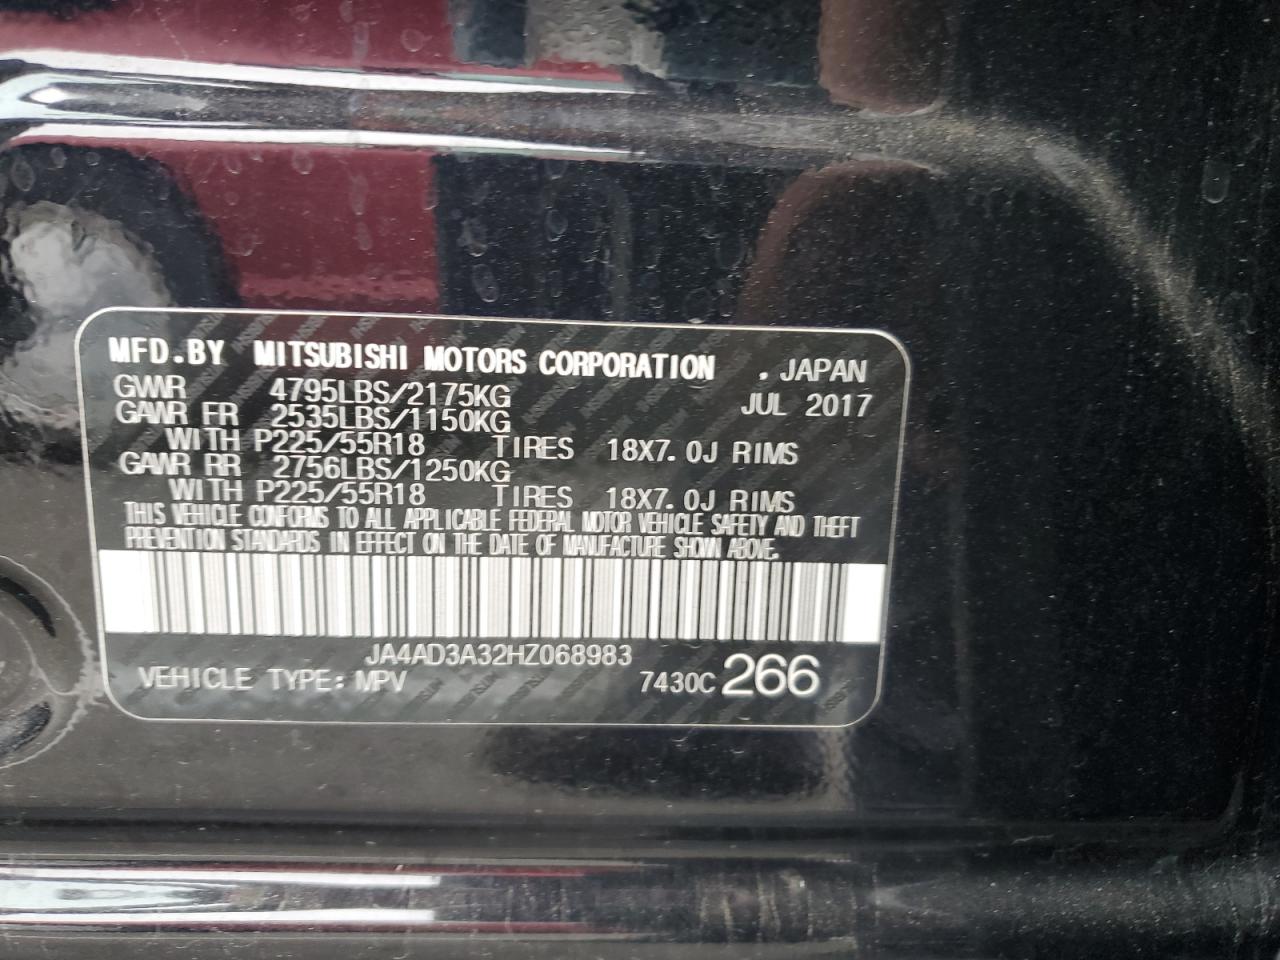 MFD.BY MITSUBISHI MOTORS CORPORATION . JAPAN
GVWR 4795LBS/2175KG JUL 2017
GAWR FR 2535LBS/1150KG
WITH P225/55R18 TIRES 18X7.0J RIMS
GAWR RR 2756LBS/1250KG
WITH P225/55R18 TIRES 18X7.0J RIMS
THIS VEHICLE CONFORMS TO ALL APPLICABLE FEDERAL MOTOR VEHICLE SAFETY AND THEFT
PREVENTION STANDARDS IN EFFECT ON THE DATE OF MANUFACTURE SHOWN ABOVE.
JA4AD3A32HZ068983
VEHICLE TYPE: MPV 7430C 266